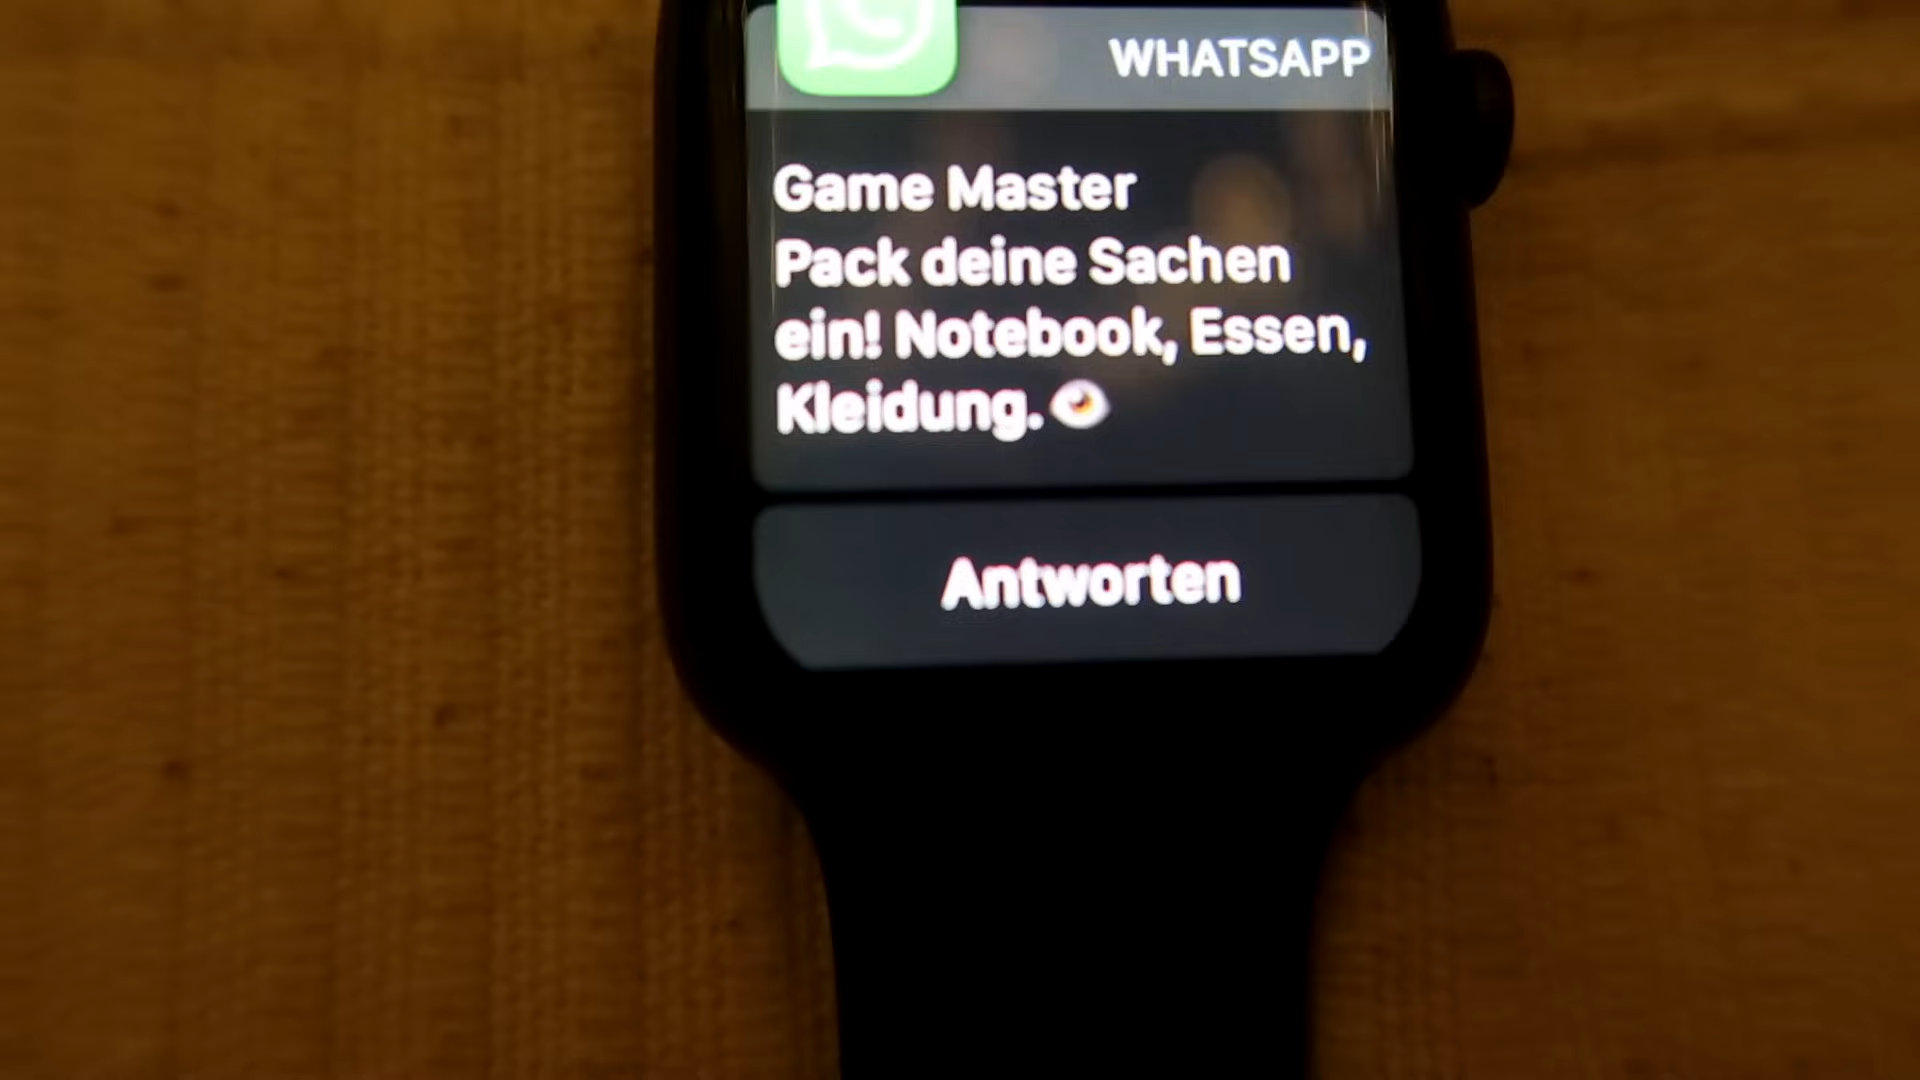 WHATSAPP
Game Master
Pack deine Sachen
ein! Notebook, Essen,
Kleidung. 👁
Antworten